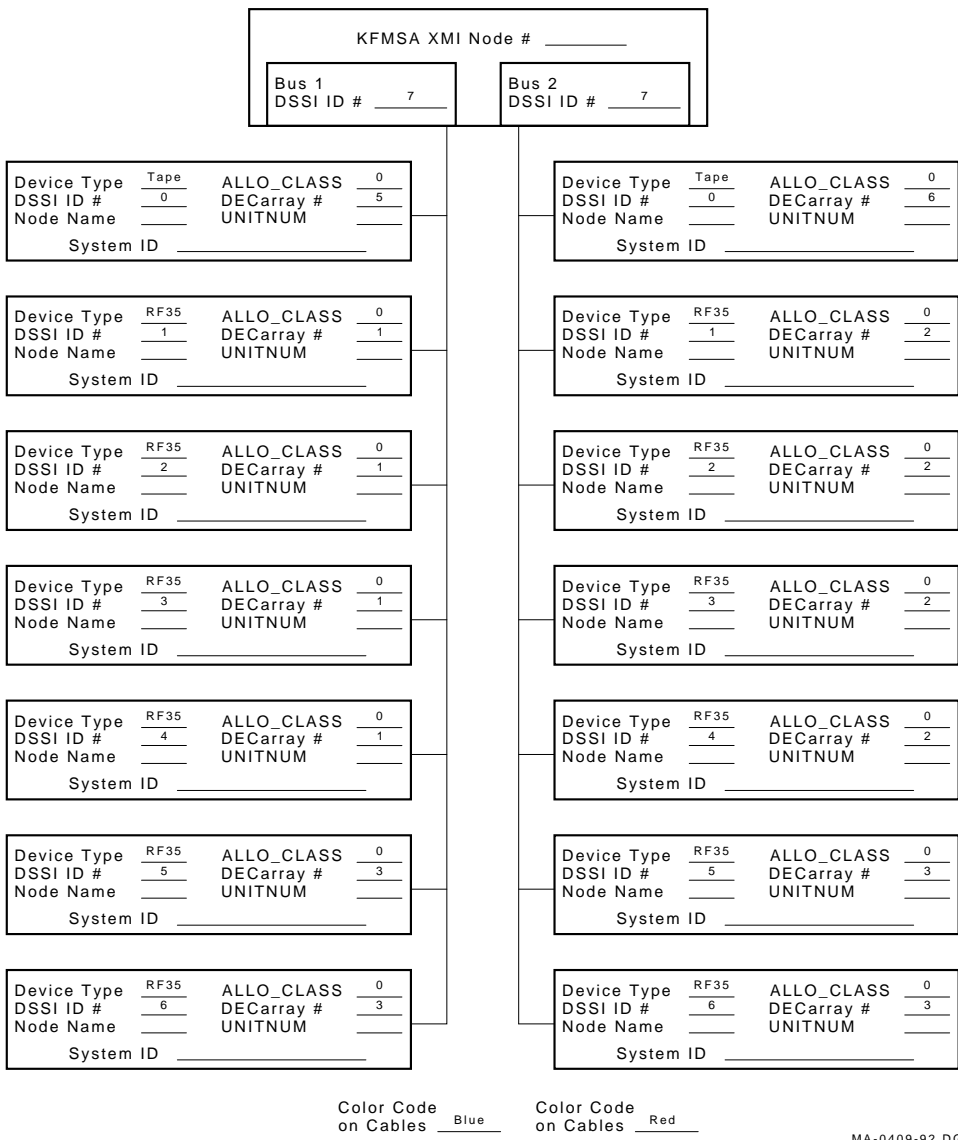 KFMSA XMI Node #
Bus 1
DSSI ID # 7
Bus 2
DSSI ID # 7
Device Type Tape ALLO_CLASS 0
DSSI ID # 0 DECarray # 5
Node Name UNITNUM
System ID
Device Type RF35 ALLO_CLASS 0
DSSI ID # 1 DECarray # 1
Node Name UNITNUM
System ID
Device Type RF35 ALLO_CLASS 0
DSSI ID # 2 DECarray # 1
Node Name UNITNUM
System ID
Device Type RF35 ALLO_CLASS 0
DSSI ID # 3 DECarray # 1
Node Name UNITNUM
System ID
Device Type RF35 ALLO_CLASS 0
DSSI ID # 4 DECarray # 1
Node Name UNITNUM
System ID
Device Type RF35 ALLO_CLASS 0
DSSI ID # 5 DECarray # 3
Node Name UNITNUM
System ID
Device Type RF35 ALLO_CLASS 0
DSSI ID # 6 DECarray # 3
Node Name UNITNUM
System ID
Device Type Tape ALLO_CLASS 0
DSSI ID # 0 DECarray # 6
Node Name UNITNUM
System ID
Device Type RF35 ALLO_CLASS 0
DSSI ID # 1 DECarray # 2
Node Name UNITNUM
System ID
Device Type RF35 ALLO_CLASS 0
DSSI ID # 2 DECarray # 2
Node Name UNITNUM
System ID
Device Type RF35 ALLO_CLASS 0
DSSI ID # 3 DECarray # 2
Node Name UNITNUM
System ID
Device Type RF35 ALLO_CLASS 0
DSSI ID # 4 DECarray # 2
Node Name UNITNUM
System ID
Device Type RF35 ALLO_CLASS 0
DSSI ID # 5 DECarray # 3
Node Name UNITNUM
System ID
Device Type RF35 ALLO_CLASS 0
DSSI ID # 6 DECarray # 3
Node Name UNITNUM
System ID
Color Code
on Cables Blue
Color Code
on Cables Red